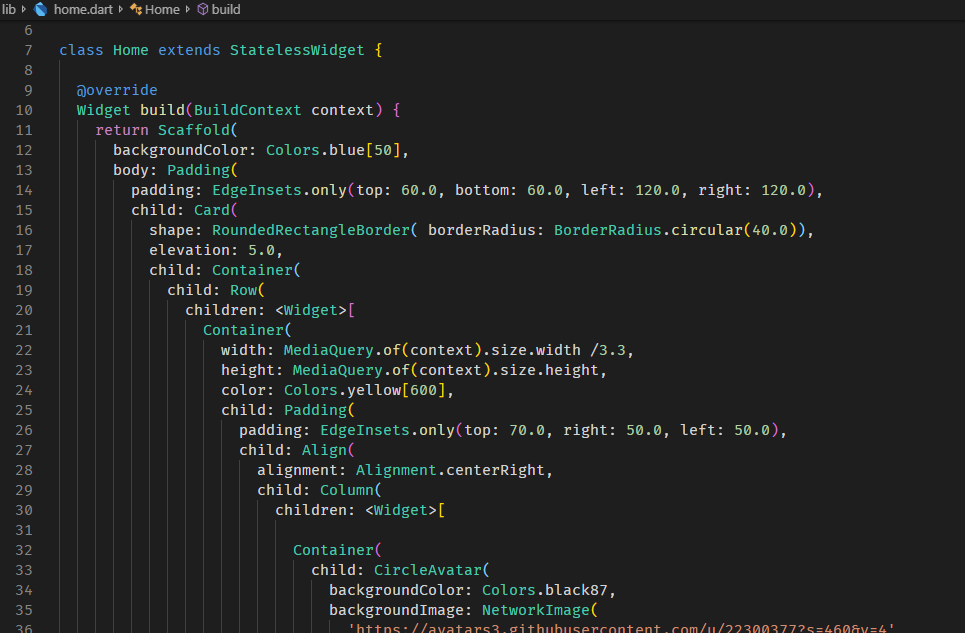 lib › home.dart › Home › build
6
7 class Home extends StatelessWidget {
8
9 @override
10 Widget build(BuildContext context) {
11 return Scaffold(
12 backgroundColor: Colors.blue[50],
13 body: Padding(
14 padding: EdgeInsets.only(top: 60.0, bottom: 60.0, left: 120.0, right: 120.0),
15 child: Card(
16 shape: RoundedRectangleBorder( borderRadius: BorderRadius.circular(40.0)),
17 elevation: 5.0,
18 child: Container(
19 child: Row(
20 children: <Widget>[
21 Container(
22 width: MediaQuery.of(context).size.width /3.3,
23 height: MediaQuery.of(context).size.height,
24 color: Colors.yellow[600],
25 child: Padding(
26 padding: EdgeInsets.only(top: 70.0, right: 50.0, left: 50.0),
27 child: Align(
28 alignment: Alignment.centerRight,
29 child: Column(
30 children: <Widget>[
31
32 Container(
33 child: CircleAvatar(
34 backgroundColor: Colors.black87,
35 backgroundImage: NetworkImage(
36 'https://avatars3.githubusercontent.com/u/22300377?s=460&v=4'